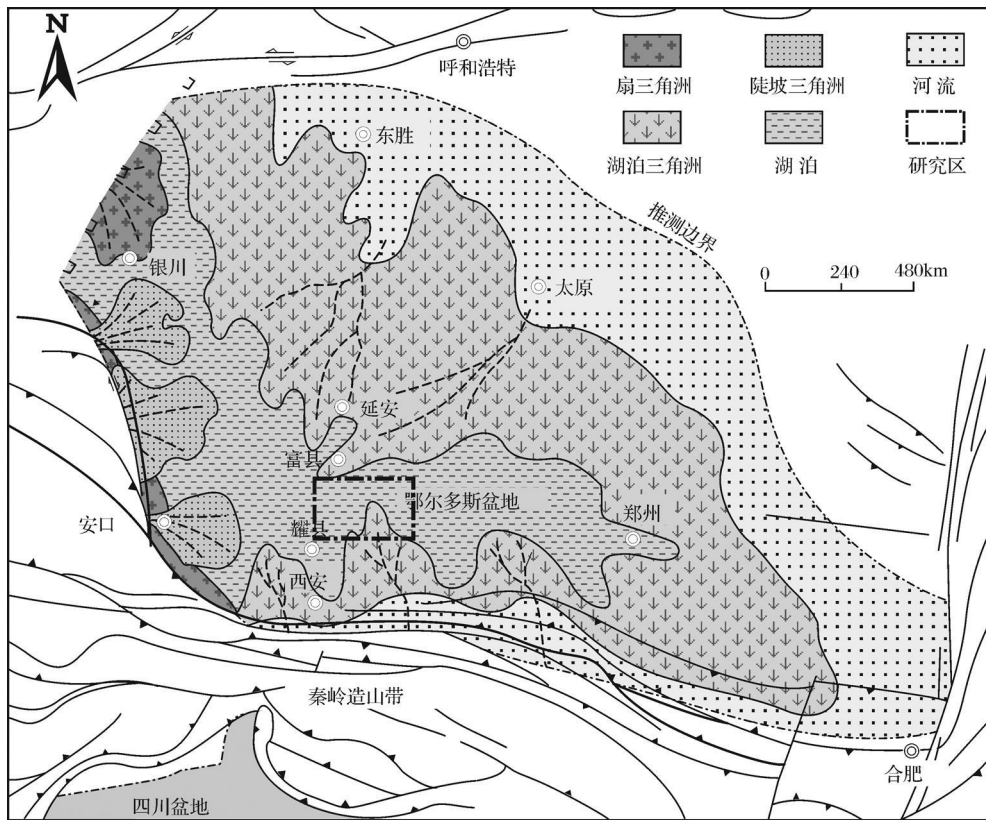 N
呼和浩特
扇三角洲
陡坡三角洲
河流
湖泊三角洲
湖泊
研究区
东胜
银川
推测边界
0 240 480km
太原
延安
富县
鄂尔多斯盆地
安口
耀县
郑州
西安
秦岭造山带
合肥
四川盆地